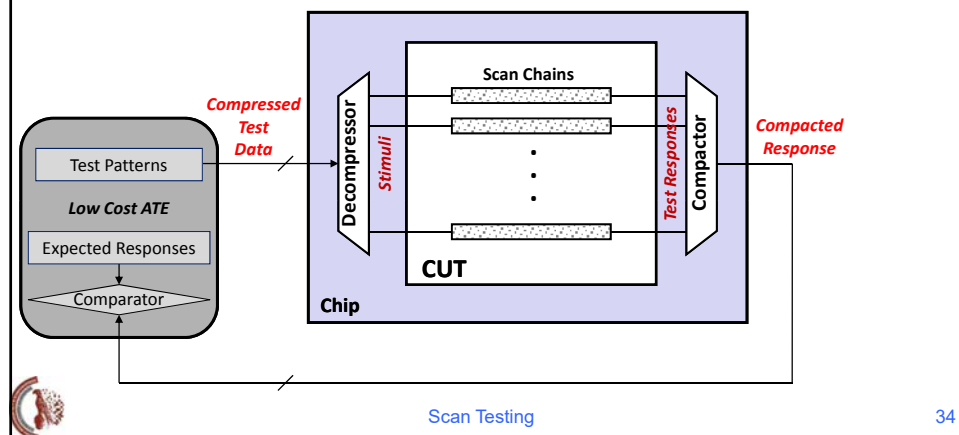 Compressed
Test
Data
Test Patterns
Low Cost ATE
Expected Responses
Comparator
Decompressor
Stimuli
Scan Chains
CUT
Chip
Test Responses
Compactor
Compacted
Response
Scan Testing
34